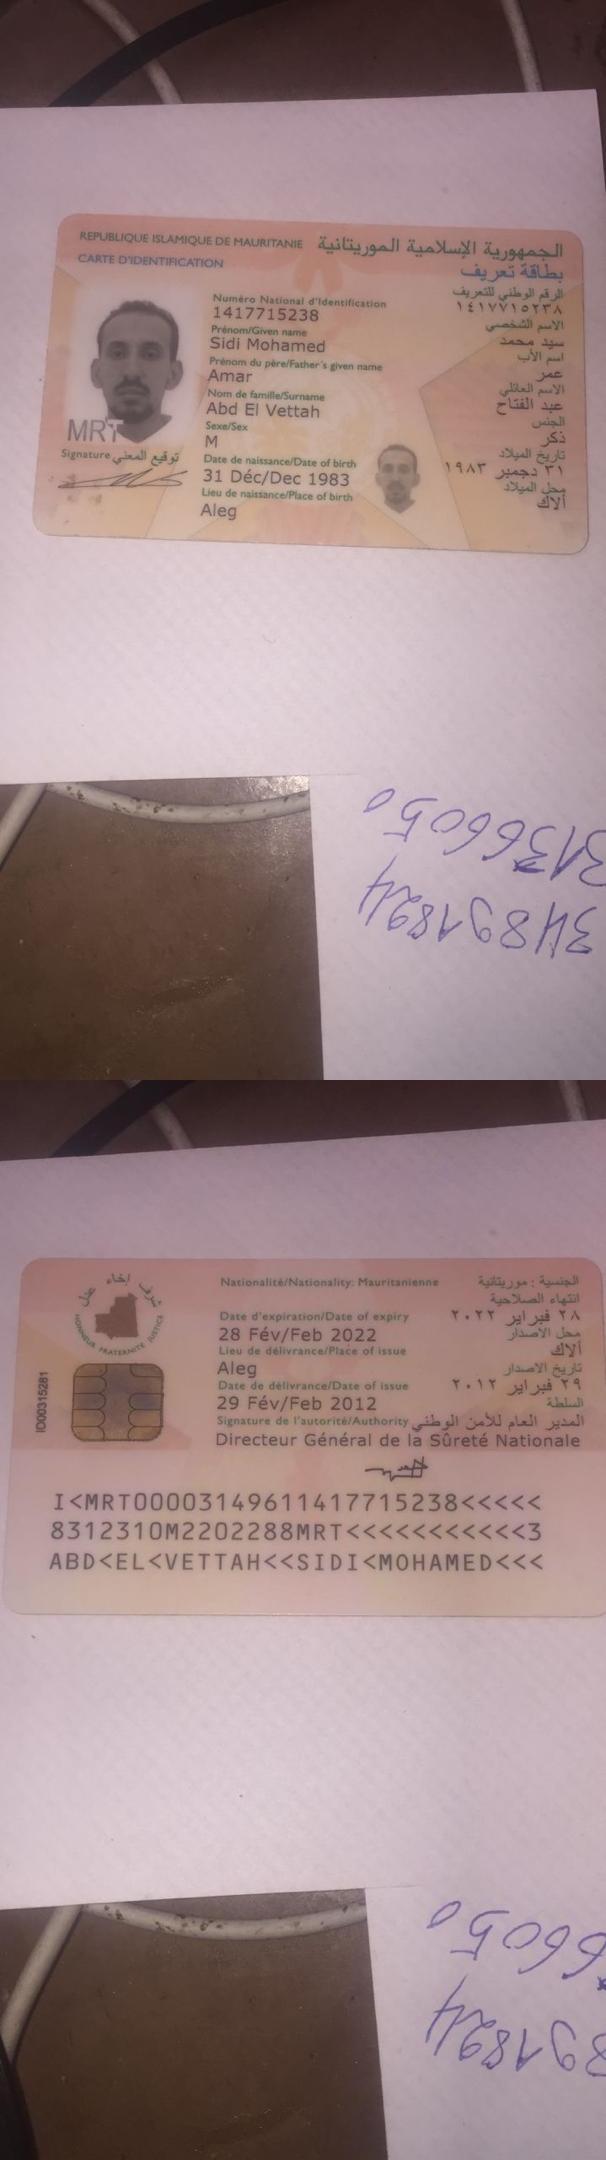 REPUBLIQUE ISLAMIQUE DE MAURITANIE الجمهورية الإسلامية الموريتانية
CARTE D'IDENTIFICATION بطاقة تعريف
Numéro National d'Identification الرقم الوطني للتعريف
1417715238 ١٤١٧٧١٥٢٣٨
Prénom/Given name الاسم الشخصي
Sidi Mohamed سيد محمد
Prénom du père/Father's given name اسم الأب
Amar عمر
Nom de famille/Surname الاسم العائلي
Abd El Vettah عبد الفتاح
Sexe/Sex الجنس
M ذكر
Date de naissance/Date of birth تاريخ الميلاد
31 Déc/Dec 1983 ٣١ دجمبر ١٩٨٣
Lieu de naissance/Place of birth محل الميلاد
Aleg ألاك
MRT
Signature توقيع المعني
31366050
34891824
شرف إخاء عدل
HONNEUR FRATERNITE JUSTICE
ID00315281
Nationalité/Nationality: Mauritanienne الجنسية : موريتانية
Date d'expiration/Date of expiry انتهاء الصلاحية
28 Fév/Feb 2022 ٢٨ فبراير ٢٠٢٢
Lieu de délivrance/Place of issue محل الاصدار
Aleg ألاك
Date de délivrance/Date of issue تاريخ الاصدار
29 Fév/Feb 2012 ٢٩ فبراير ٢٠١٢
Signature de l'autorité/Authority السلطة
المدير العام للأمن الوطني
Directeur Général de la Sûreté Nationale
I<MRT00003149611417715238<<<<<
8312310M2202288MRT<<<<<<<<<<<3
ABD<EL<VETTAH<<SIDI<MOHAMED<<<